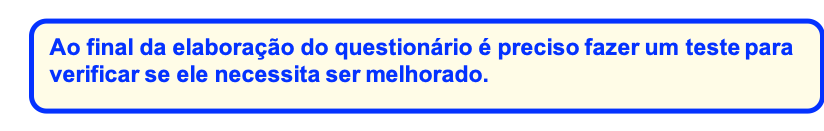 Ao final da elaboração do questionário é preciso fazer um teste para
verificar se ele necessita ser melhorado.